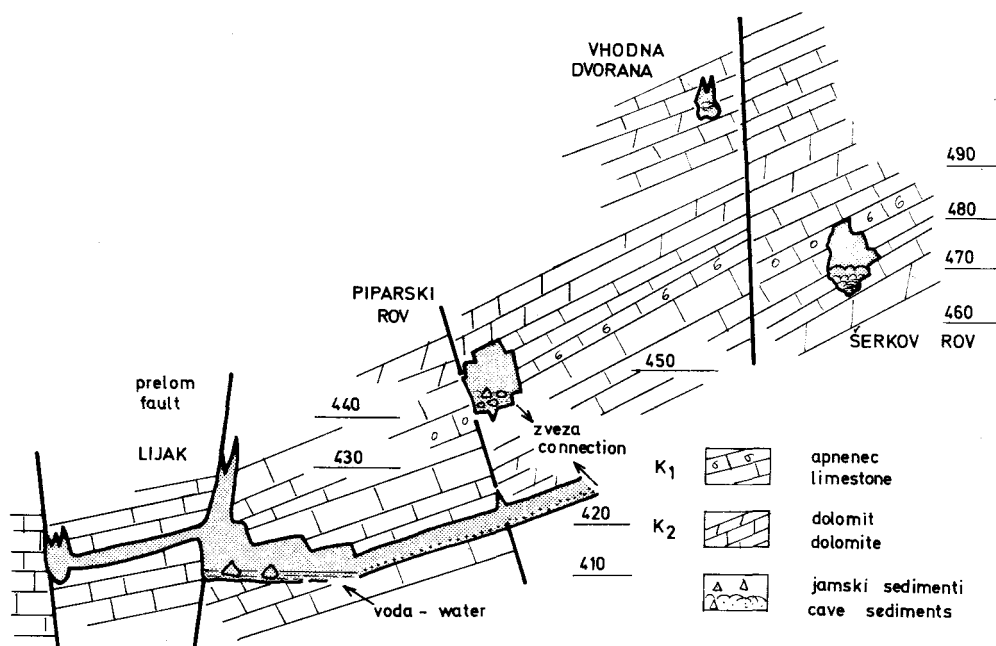 VHODNA
DVORANA
490
480
470
460
ŠERKOV ROV
PIPARSKI
ROV
450
440
430
420
410
prelom
fault
LIJAK
zveza
connection
voda - water
K1
apnenec
limestone
K2
dolomit
dolomite
jamski sedimenti
cave sediments